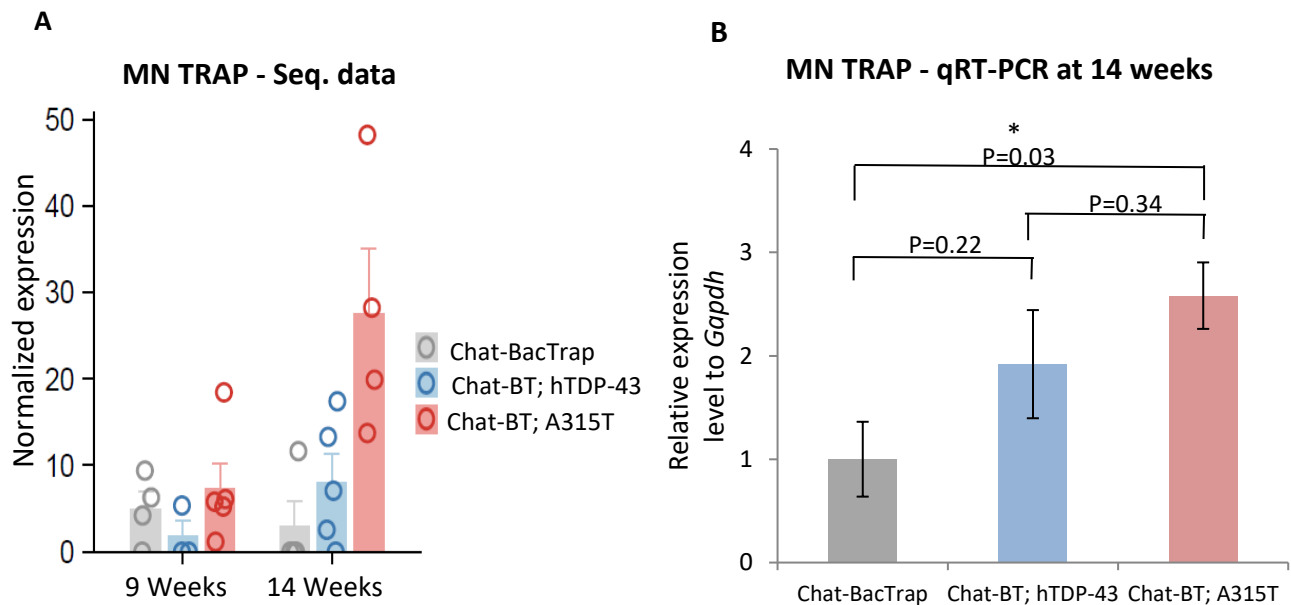 A
MN TRAP - Seq. data
Normalized expression
50
40
30
20
10
0
9 Weeks
14 Weeks
Chat-BacTrap
Chat-BT; hTDP-43
Chat-BT; A315T
B
MN TRAP - qRT-PCR at 14 weeks
Relative expression
level to Gapdh
4
3
2
1
0
*
P=0.03
P=0.34
P=0.22
Chat-BacTrap
Chat-BT; hTDP-43
Chat-BT; A315T